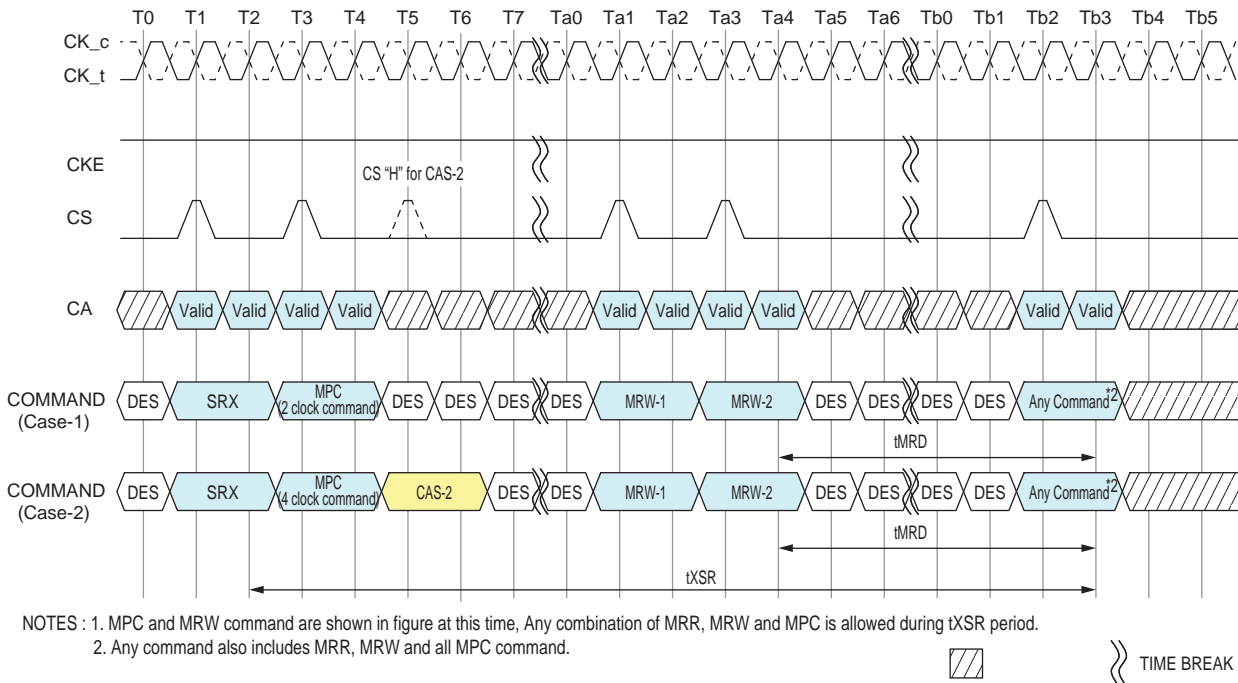 T0 T1 T2 T3 T4 T5 T6 T7 Ta0 Ta1 Ta2 Ta3 Ta4 Ta5 Ta6 Tb0 Tb1 Tb2 Tb3 Tb4 Tb5
CK_c
CK_t
CKE
CS "H" for CAS-2
CS
CA Valid Valid Valid Valid Valid Valid Valid Valid Valid Valid
COMMAND (Case-1) DES SRX MPC (2 clock command) DES DES DES DES MRW-1 MRW-2 DES DES DES DES Any Command*2
tMRD
COMMAND (Case-2) DES SRX MPC (4 clock command) CAS-2 DES DES MRW-1 MRW-2 DES DES DES DES Any Command*2
tMRD
tXSR
NOTES : 1. MPC and MRW command are shown in figure at this time, Any combination of MRR, MRW and MPC is allowed during tXSR period.
2. Any command also includes MRR, MRW and all MPC command.
TIME BREAK